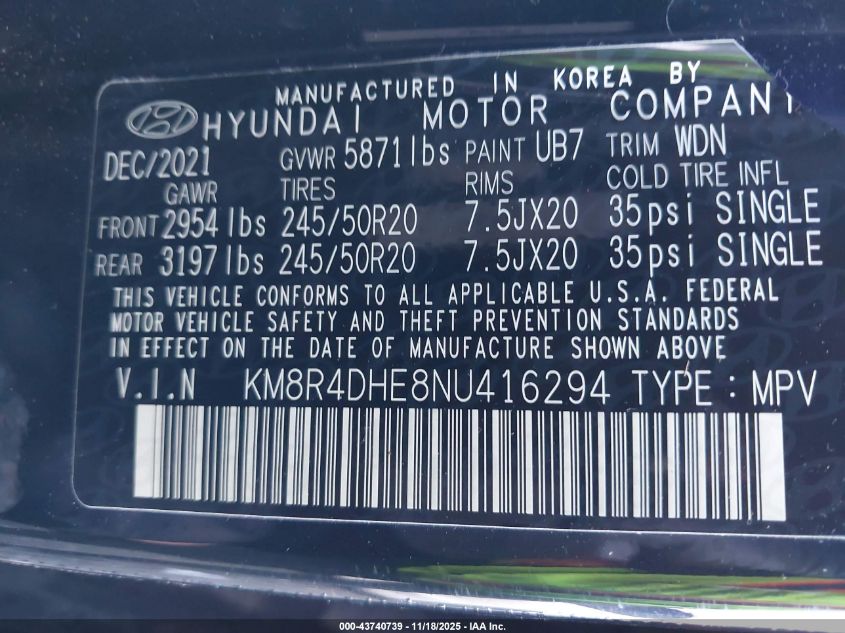 MANUFACTURED IN KOREA BY
HYUNDAI MOTOR COMPANY
DEC/2021 GVWR 5871lbs PAINT UB7 TRIM WDN
GAWR TIRES RIMS COLD TIRE INFL
FRONT 2954lbs 245/50R20 7.5JX20 35psi SINGLE
REAR 3197lbs 245/50R20 7.5JX20 35psi SINGLE
THIS VEHICLE CONFORMS TO ALL APPLICABLE U.S.A. FEDERAL
MOTOR VEHICLE SAFETY AND THEFT PREVENTION STANDARDS
IN EFFECT ON THE DATE OF MANUFACTURE SHOWN ABOVE
V.I.N KM8R4DHE8NU416294 TYPE : MPV
000-43740739 - 11/18/2025 - IAA Inc.